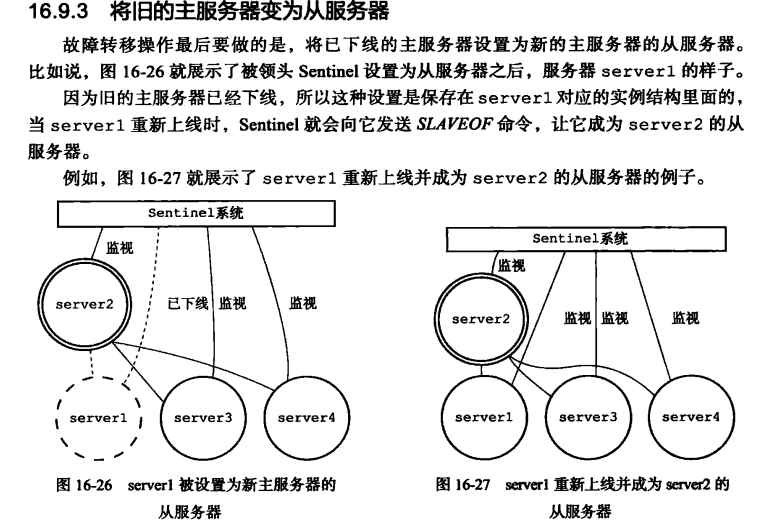 16.9.3 将旧的主服务器变为从服务器
故障转移操作最后要做的是，将已下线的主服务器设置为新的主服务器的从服务器。
比如说，图 16-26 就展示了被领头 Sentinel 设置为从服务器之后，服务器 server1 的样子。
因为旧的主服务器已经下线，所以这种设置是保存在 server1 对应的实例结构里面的，
当 server1 重新上线时，Sentinel 就会向它发送 SLAVEOF 命令，让它成为 server2 的从
服务器。
例如，图 16-27 就展示了 server1 重新上线并成为 server2 的从服务器的例子。
Sentinel系统
监视
server2
已下线
监视
监视
server1
server3
server4
图 16-26 server1 被设置为新主服务器的
从服务器
Sentinel系统
监视
server2
监视
监视
监视
server1
server3
server4
图 16-27 server1 重新上线并成为 server2 的
从服务器